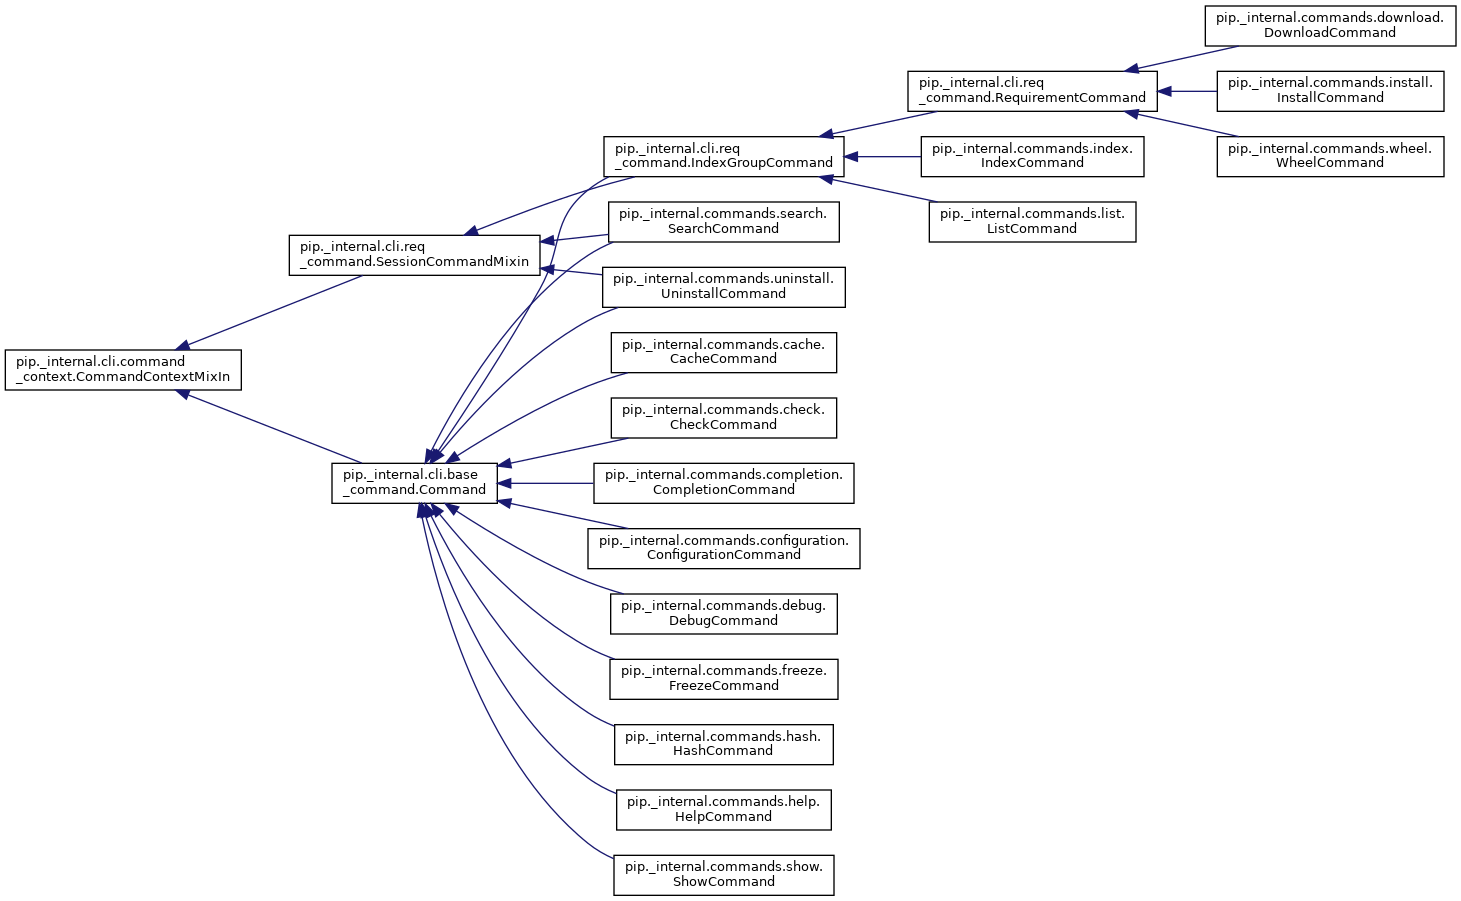 pip._internal.commands.download.
DownloadCommand
pip._internal.cli.req
_command.RequirementCommand
pip._internal.commands.install.
InstallCommand
pip._internal.cli.req
_command.IndexGroupCommand
pip._internal.commands.index.
IndexCommand
pip._internal.commands.wheel.
WheelCommand
pip._internal.commands.search.
SearchCommand
pip._internal.commands.list.
ListCommand
pip._internal.cli.req
_command.SessionCommandMixin
pip._internal.commands.uninstall.
UninstallCommand
pip._internal.cli.command
_context.CommandContextMixIn
pip._internal.commands.cache.
CacheCommand
pip._internal.commands.check.
CheckCommand
pip._internal.cli.base
_command.Command
pip._internal.commands.completion.
CompletionCommand
pip._internal.commands.configuration.
ConfigurationCommand
pip._internal.commands.debug.
DebugCommand
pip._internal.commands.freeze.
FreezeCommand
pip._internal.commands.hash.
HashCommand
pip._internal.commands.help.
HelpCommand
pip._internal.commands.show.
ShowCommand